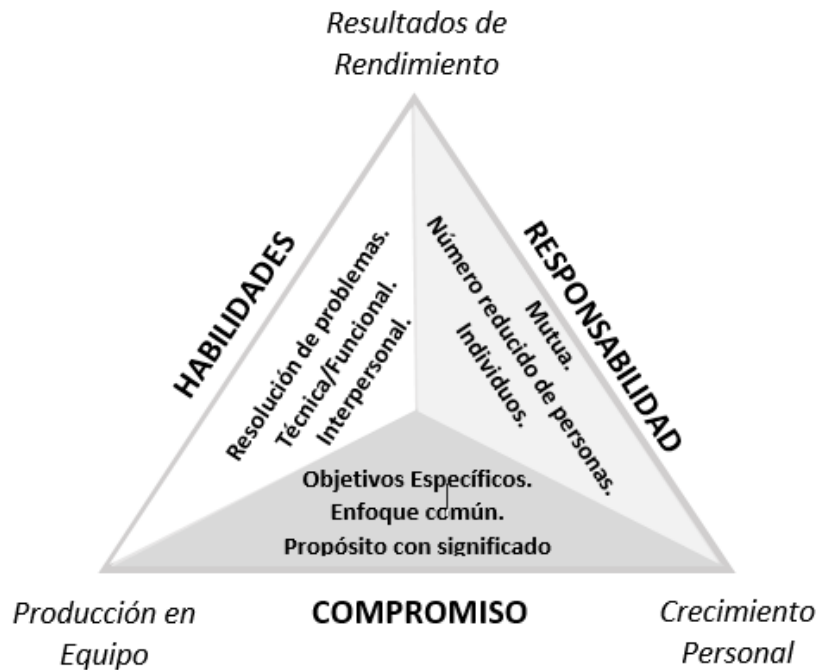 Resultados de
Rendimiento
HABILIDADES
Resolución de problemas.
Técnica/Funcional.
Interpersonal.
RESPONSABILIDAD
Mutua.
Número reducido de personas.
Individuos.
Objetivos Específicos.
Enfoque común.
Propósito con significado
Producción en
Equipo
COMPROMISO
Crecimiento
Personal